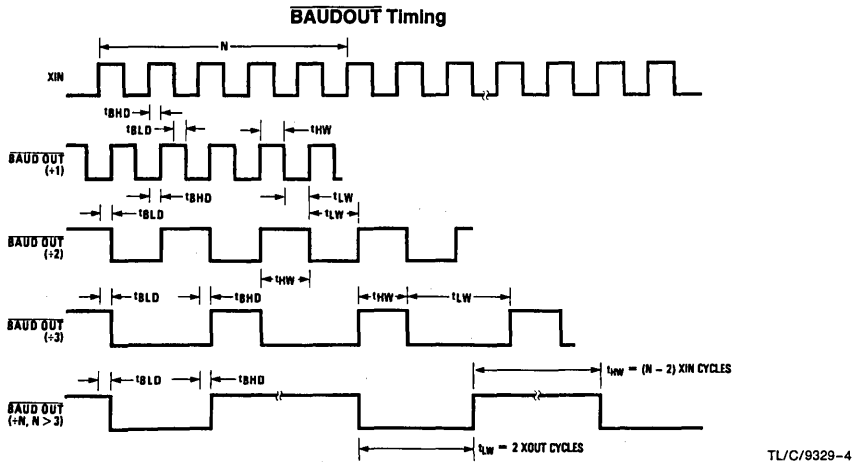 BAUDOUT Timing
N
XIN
tBHD
tBLD
tHW
BAUD OUT
(÷1)
tBHD
tLW
tBLD
tLW
BAUD OUT
(÷2)
tHW
tBLD
tBHD
tHW
tLW
BAUD OUT
(÷3)
tHW = (N – 2) XIN CYCLES
tBLD
tBHD
BAUD OUT
(÷N, N > 3)
tLW = 2 XOUT CYCLES
TL/C/9329–4